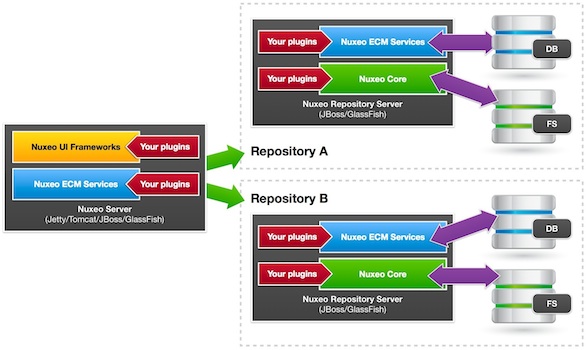 Your plugins
Nuxeo ECM Services
DB
Your plugins
Nuxeo Core
Nuxeo Repository Server
(JBoss/GlassFish)
FS
Repository A
Nuxeo UI Frameworks
Your plugins
Nuxeo ECM Services
Your plugins
Nuxeo Server
(Jetty/Tomcat/JBoss/GlassFish)
Repository B
Your plugins
Nuxeo ECM Services
DB
Your plugins
Nuxeo Core
Nuxeo Repository Server
(JBoss/GlassFish)
FS